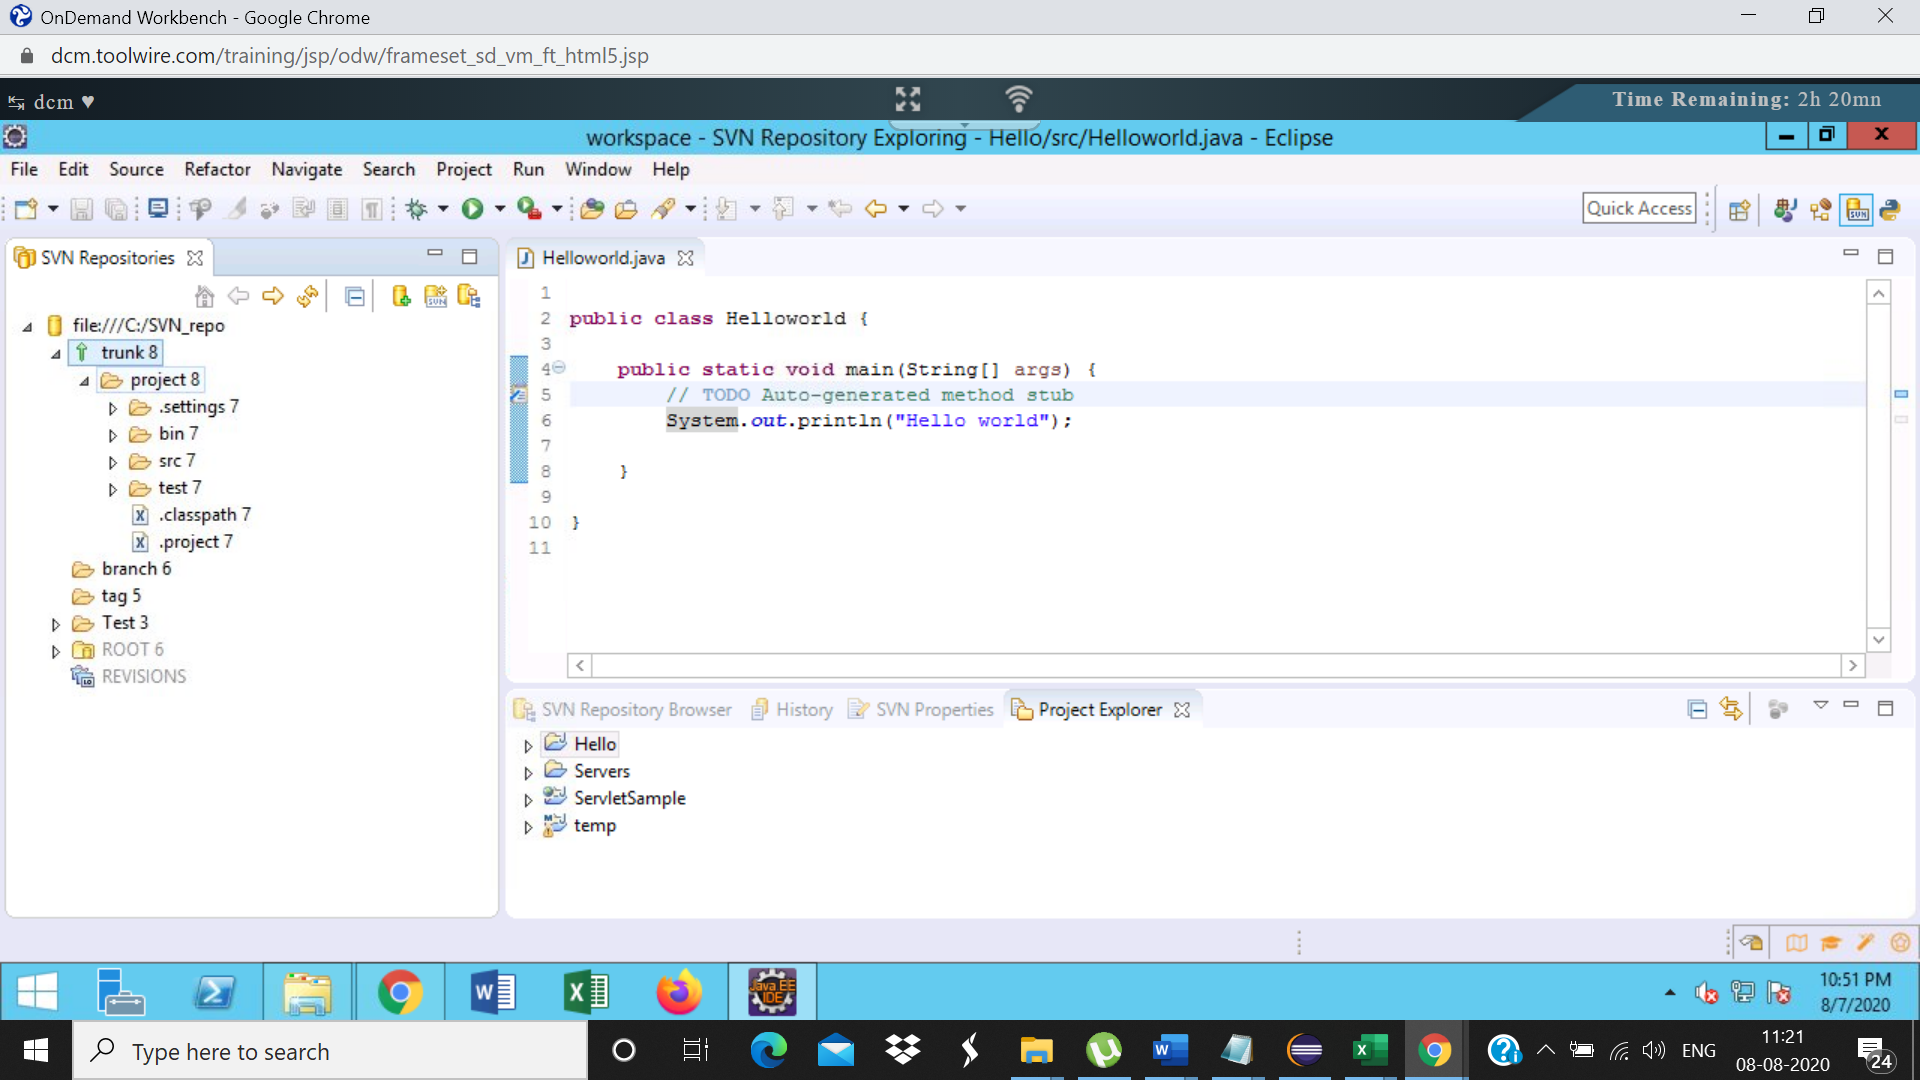 OnDemand Workbench - Google Chrome
dcm.toolwire.com/training/jsp/odw/frameset_sd_vm_ft_html5.jsp
dcm ♥
Time Remaining: 2h 20mn
workspace - SVN Repository Exploring - Hello/src/Helloworld.java - Eclipse
File Edit Source Refactor Navigate Search Project Run Window Help
Quick Access
SVN Repositories
file:///C:/SVN_repo
trunk 8
project 8
.settings 7
bin 7
src 7
test 7
.classpath 7
.project 7
branch 6
tag 5
Test 3
ROOT 6
REVISIONS
Helloworld.java
1
2 public class Helloworld {
3
4 public static void main(String[] args) {
5 // TODO Auto-generated method stub
6 System.out.println("Hello world");
7
8 }
9
10 }
11
SVN Repository Browser History SVN Properties Project Explorer
Hello
Servers
ServletSample
temp
Java EE
IDE
10:51 PM
8/7/2020
Type here to search
ENG
11:21
08-08-2020
24